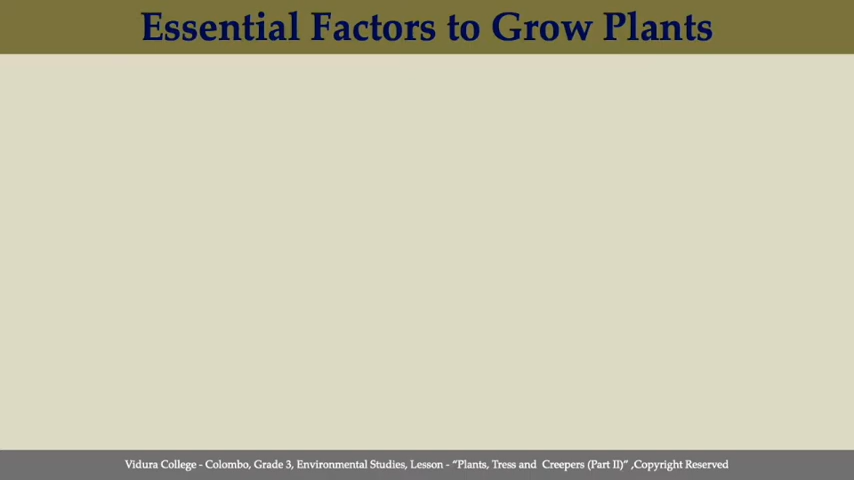 Essential Factors to Grow Plants
Vidura College - Colombo, Grade 3, Environmental Studies, Lesson - “Plants, Tress and  Creepers (Part II)” ,Copyright Reserved